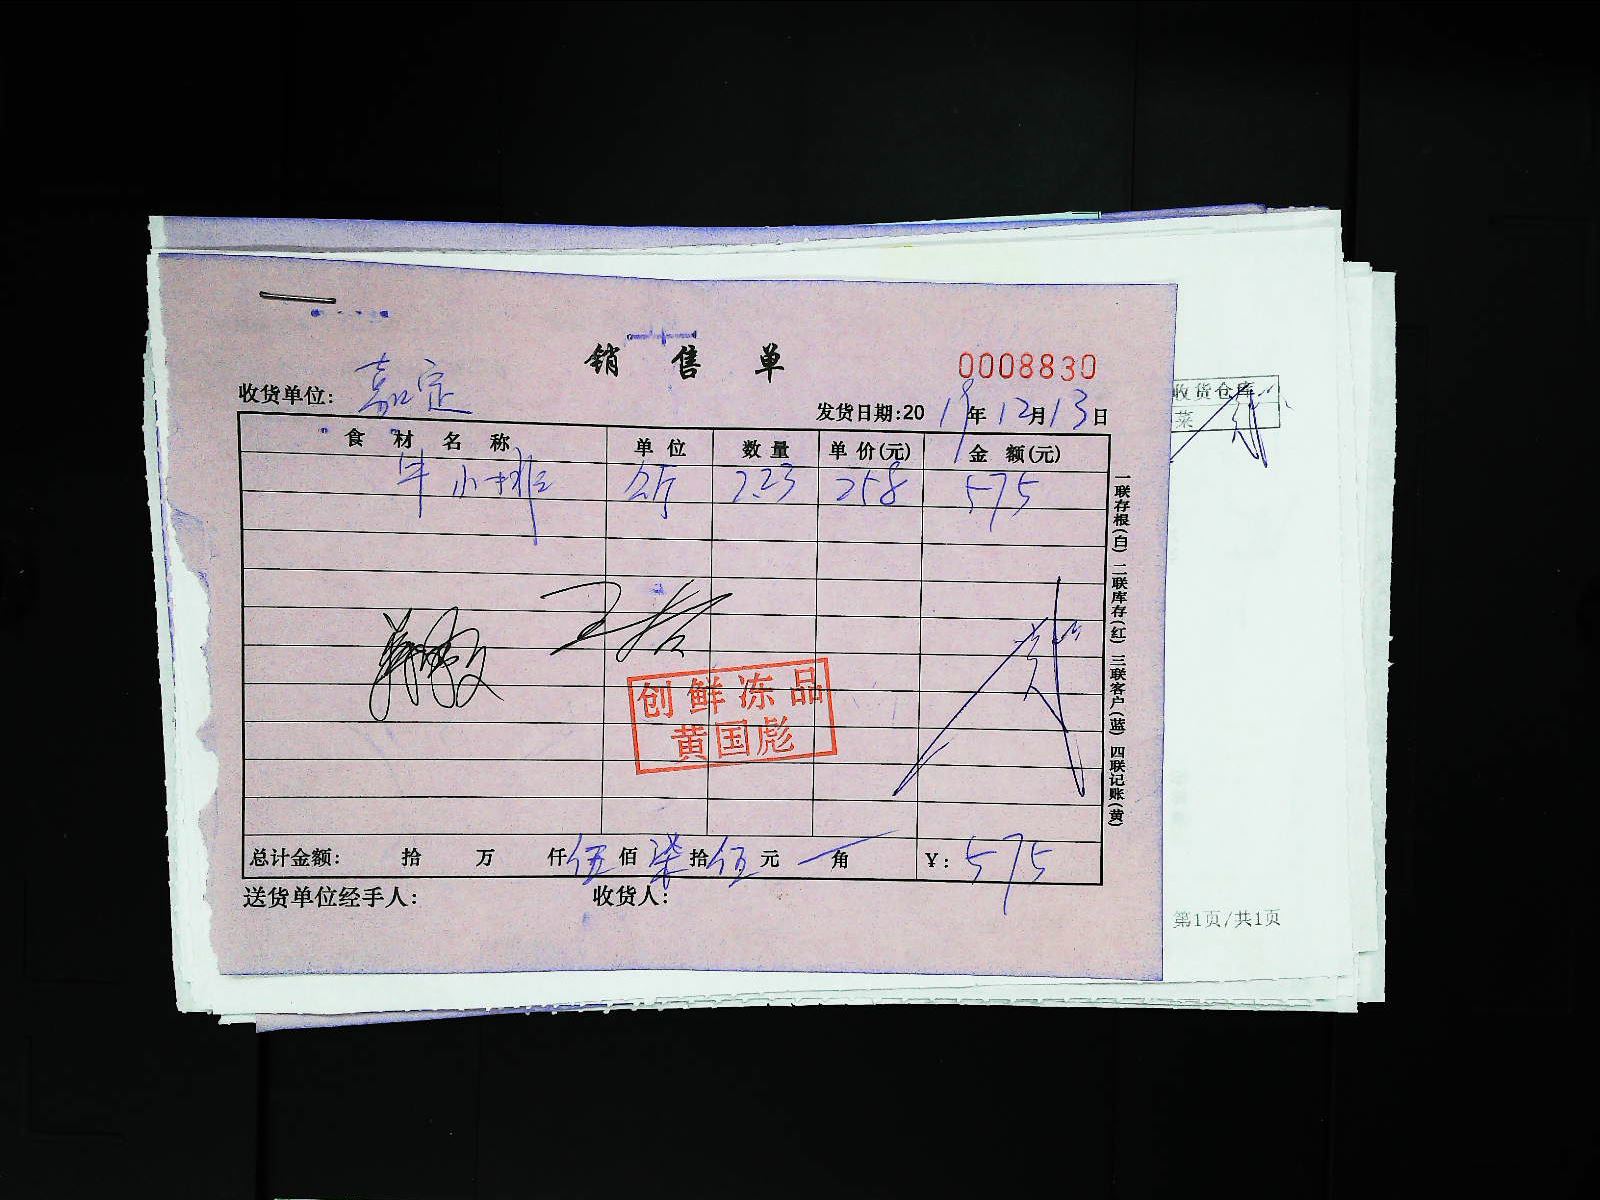 销售单
0008830
收货单位: 嘉定
发货日期:2019年12月13日
食材名称 单位 数量 单价(元) 金额(元)
牛小排 公斤 2.23 258 575
创鲜冻品
黄国彪
总计金额: 拾 万 仟伍佰柒拾伍元 角 ¥: 575
送货单位经手人: 收货人:
一联存根(白) 二联库存(红) 三联客户(蓝) 四联记账(黄)
收货仓库
菜
第1页/共1页